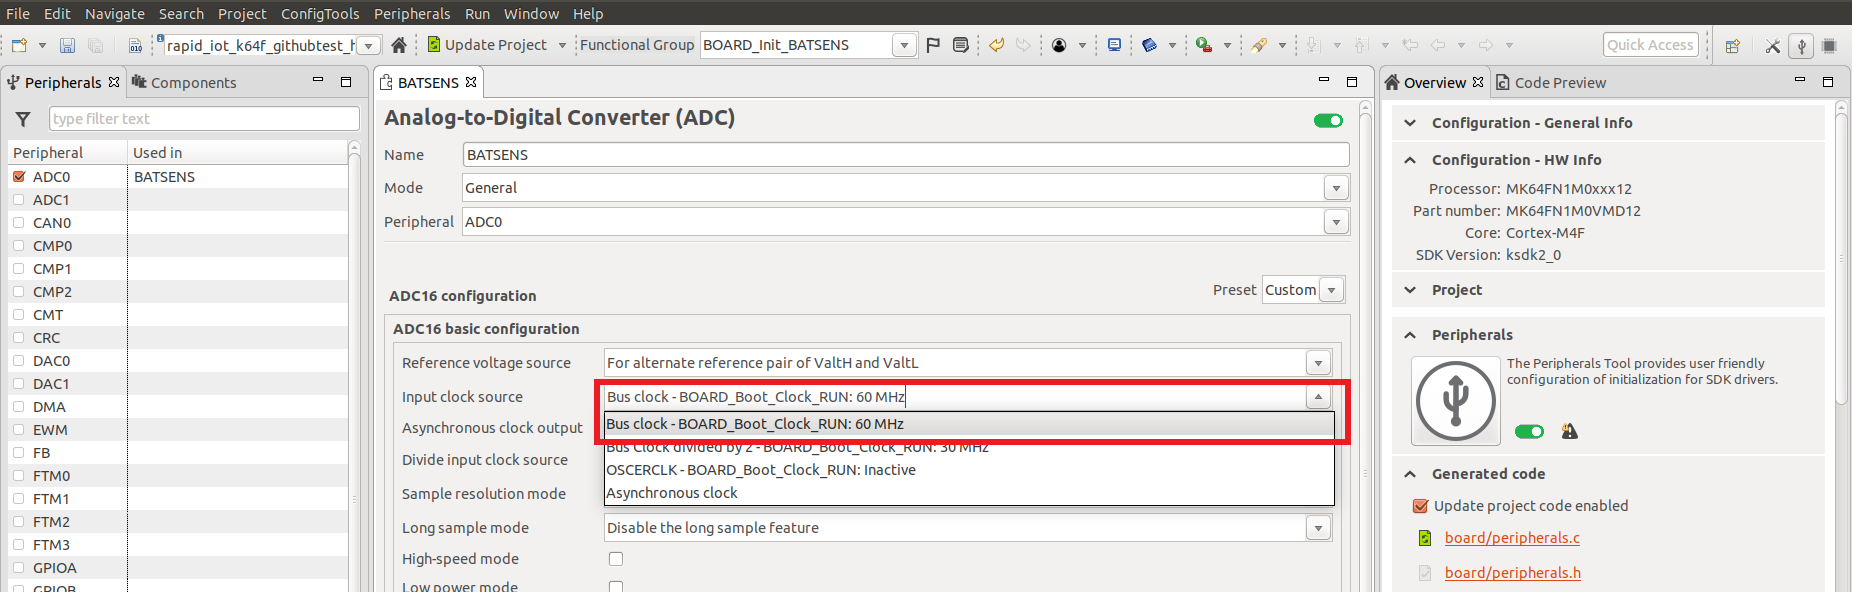 File Edit Navigate Search Project ConfigTools Peripherals Run Window Help
rapid_iot_k64f_githubtest_h Update Project Functional Group BOARD_Init_BATSENS Quick Access
Peripherals Components
type filter text
Peripheral Used in
ADC0 BATSENS
ADC1
CAN0
CMP0
CMP1
CMP2
CMT
CRC
DAC0
DAC1
DMA
EWM
FB
FTM0
FTM1
FTM2
FTM3
GPIOA
GPIOB
BATSENS
Analog-to-Digital Converter (ADC)
Name BATSENS
Mode General
Peripheral ADC0
Preset Custom
ADC16 configuration
ADC16 basic configuration
Reference voltage source For alternate reference pair of ValtH and ValtL
Input clock source Bus clock - BOARD_Boot_Clock_RUN: 60 MHz
Asynchronous clock output Bus clock - BOARD_Boot_Clock_RUN: 60 MHz
Bus Clock divided by 2 - BOARD_Boot_Clock_RUN: 30 MHz
Divide input clock source OSCERCLK - BOARD_Boot_Clock_RUN: Inactive
Sample resolution mode Asynchronous clock
Long sample mode Disable the long sample feature
High-speed mode
Low power mode
Overview Code Preview
Configuration - General Info
Configuration - HW Info
Processor: MK64FN1M0xxx12
Part number: MK64FN1M0VMD12
Core: Cortex-M4F
SDK Version: ksdk2_0
Project
Peripherals
The Peripherals Tool provides user friendly
configuration of initialization for SDK drivers.
Generated code
Update project code enabled
board/peripherals.c
board/peripherals.h